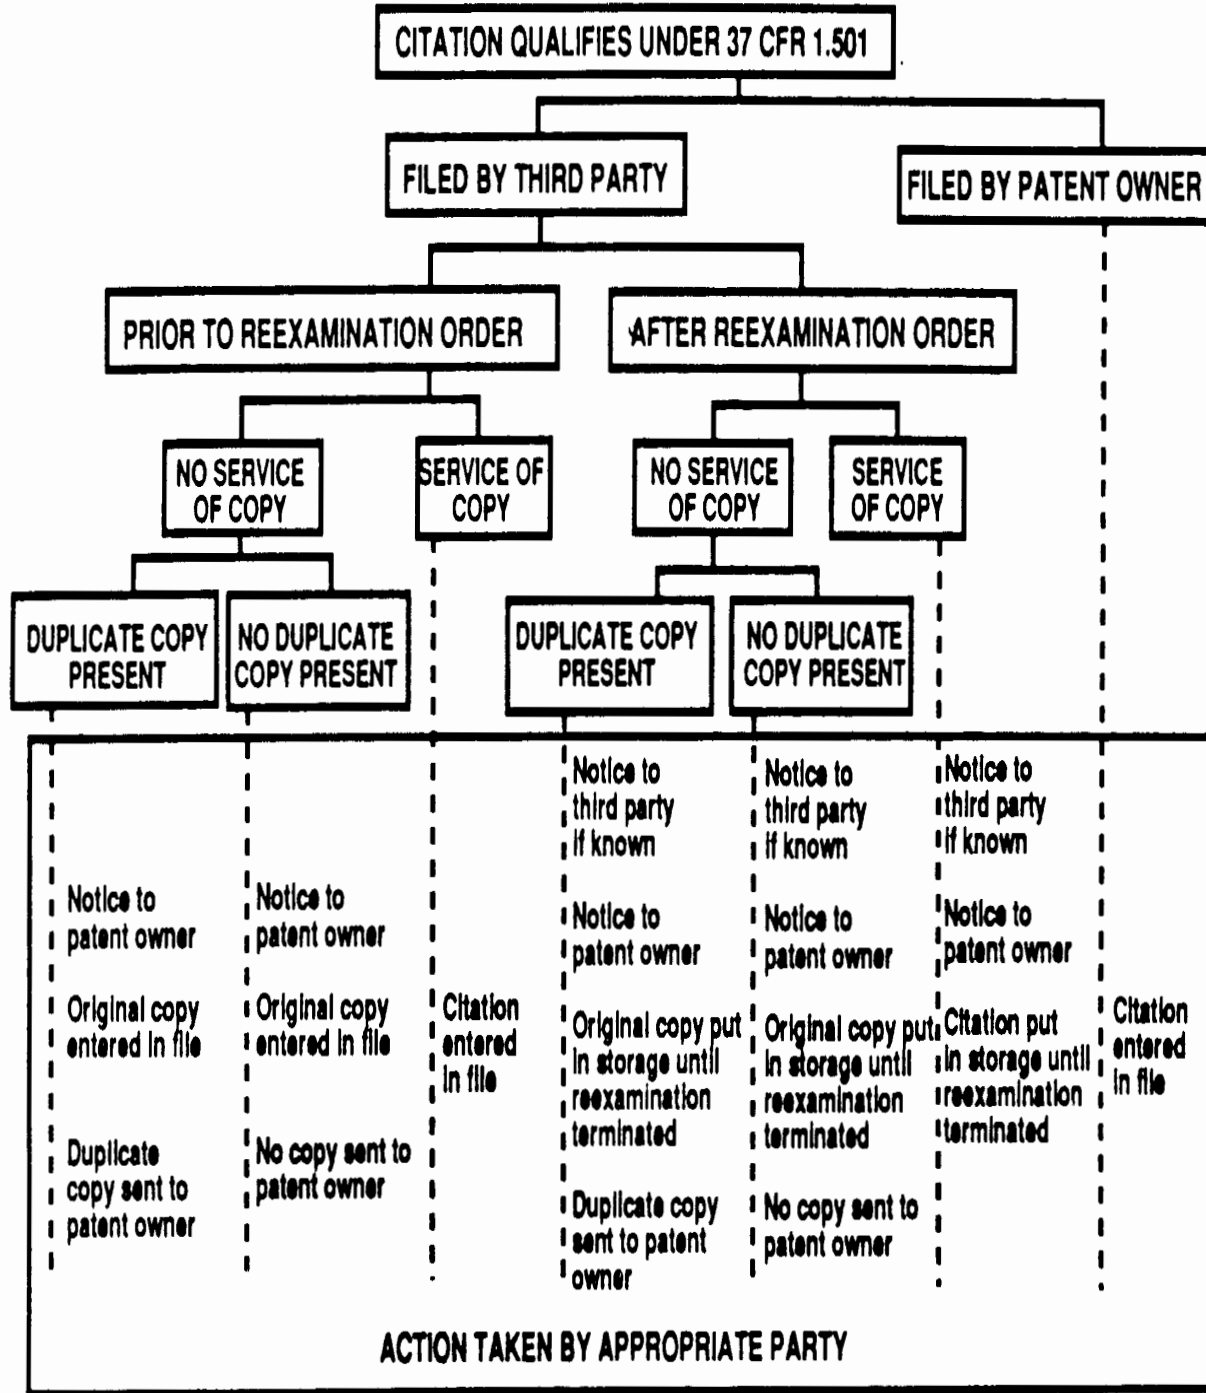 CITATION QUALIFIES UNDER 37 CFR 1.501
FILED BY THIRD PARTY
FILED BY PATENT OWNER
PRIOR TO REEXAMINATION ORDER
AFTER REEXAMINATION ORDER
NO SERVICE
OF COPY
SERVICE OF
COPY
NO SERVICE
OF COPY
SERVICE
OF COPY
DUPLICATE COPY
PRESENT
NO DUPLICATE
COPY PRESENT
DUPLICATE COPY
PRESENT
NO DUPLICATE
COPY PRESENT
Notice to
patent owner
Original copy
entered in file
Duplicate
copy sent to
patent owner
Notice to
patent owner
Original copy
entered in file
No copy sent to
patent owner
Citation
entered
in file
Notice to
third party
if known
Notice to
patent owner
Original copy put
in storage until
reexamination
terminated
Duplicate copy
sent to patent
owner
Notice to
third party
if known
Notice to
patent owner
Original copy put
in storage until
reexamination
terminated
No copy sent to
patent owner
Notice to
third party
if known
Notice to
patent owner
Citation put
in storage until
reexamination
terminated
Citation
entered
in file
ACTION TAKEN BY APPROPRIATE PARTY